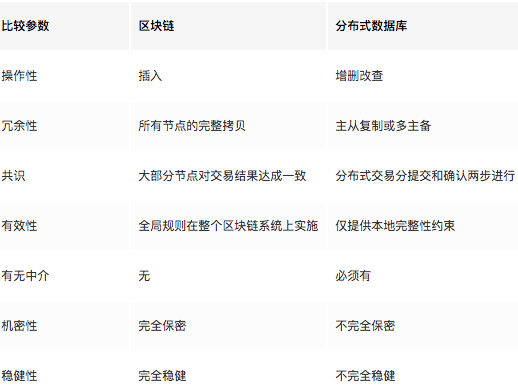 比较参数 区块链 分布式数据库
操作性 插入 增删改查
冗余性 所有节点的完整拷贝 主从复制或多主备
共识 大部分节点对交易结果达成一致 分布式交易分提交和确认两步进行
有效性 全局规则在整个区块链系统上实施 仅提供本地完整性约束
有无中介 无 必须有
机密性 完全保密 不完全保密
稳健性 完全稳健 不完全稳健